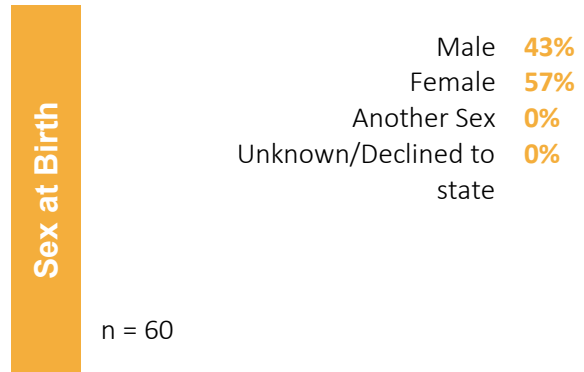 Sex at Birth
Male 43%
Female 57%
Another Sex 0%
Unknown/Declined to 0%
state
n = 60